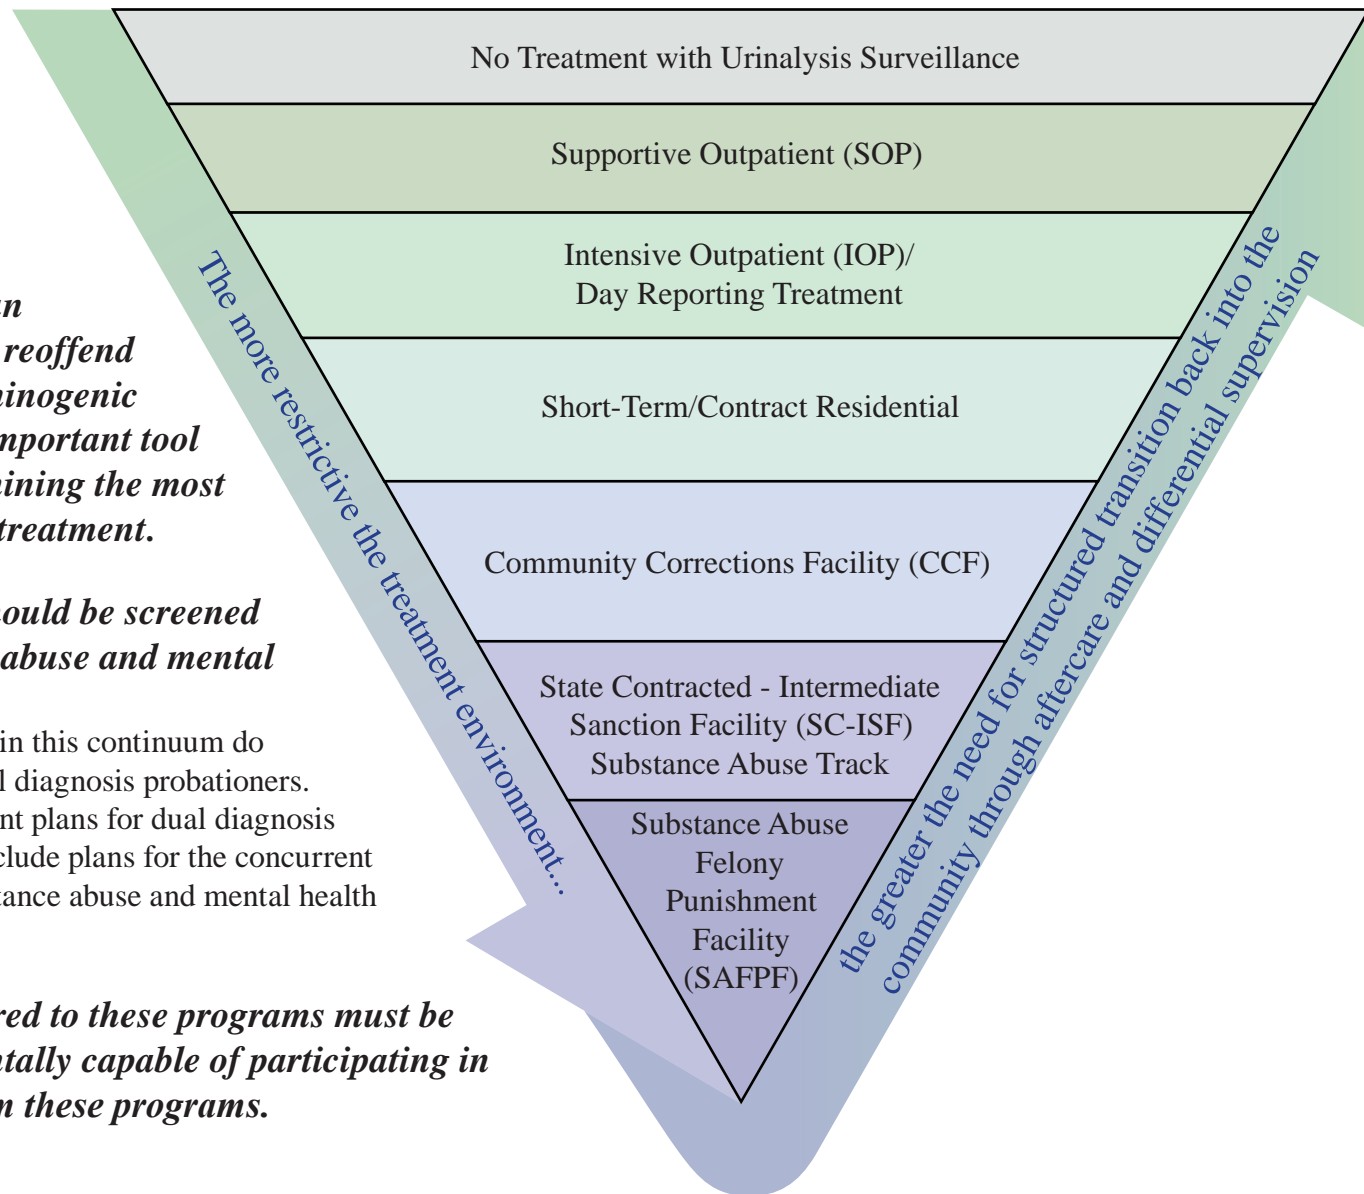 No Treatment with Urinalysis Surveillance
Supportive Outpatient (SOP)
Intensive Outpatient (IOP)/
Day Reporting Treatment
Short-Term/Contract Residential
Community Corrections Facility (CCF)
State Contracted - Intermediate
Sanction Facility (SC-ISF)
Substance Abuse Track
Substance Abuse
Felony
Punishment
Facility
(SAFPF)
The more restrictive the treatment environment...
the greater the need for structured transition back into the
community through aftercare and differential supervision
reoffend
important tool
the most
treatment.
should be screened
abuse and mental
in this continuum do
diagnosis probationers.
plans for dual diagnosis
plans for the concurrent
abuse and mental health
to these programs must be
capable of participating in
these programs.